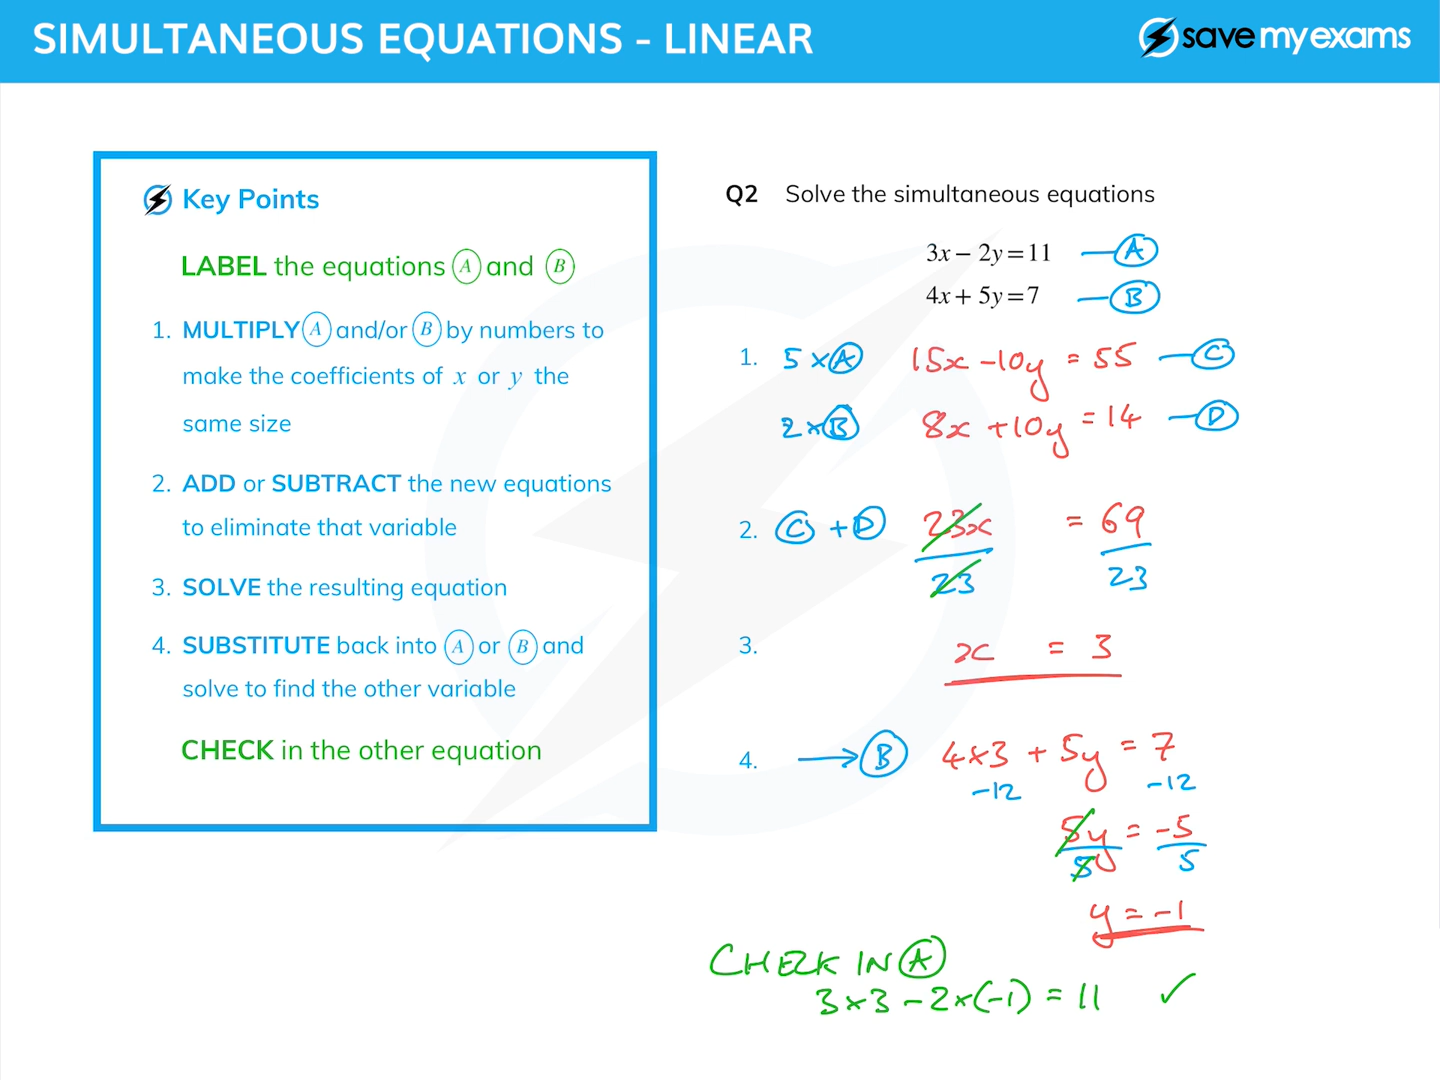 SIMULTANEOUS EQUATIONS - LINEAR
save my exams
Key Points
LABEL the equations (A) and (B)
1. MULTIPLY (A) and/or (B) by numbers to
make the coefficients of x or y the
same size
2. ADD or SUBTRACT the new equations
to eliminate that variable
3. SOLVE the resulting equation
4. SUBSTITUTE back into (A) or (B) and
solve to find the other variable
CHECK in the other equation
Q2 Solve the simultaneous equations
3x − 2y = 11 — (A)
4x + 5y = 7 — (B)
1. 5 × (A) 15x − 10y = 55 — (C)
2 × (B) 8x + 10y = 14 — (D)
2. (C) + (D) 23x = 69
23 23
3. x = 3
4. → (B) 4×3 + 5y = 7
−12 −12
5y = −5
5 5
y = −1
CHECK IN (A)
3×3 − 2×(−1) = 11 ✓